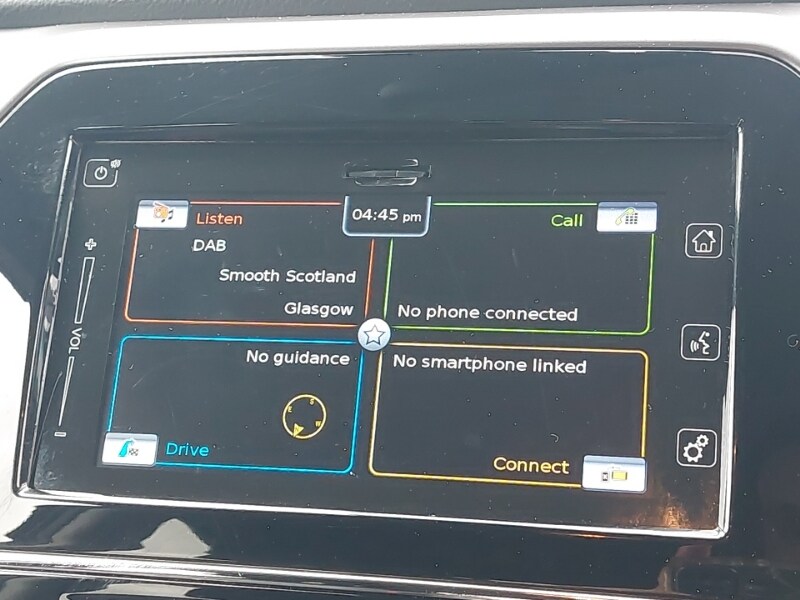 04:45 pm
Listen
DAB
Smooth Scotland
Glasgow
Call
No phone connected
VOL
No guidance
S
E
W
Drive
No smartphone linked
Connect